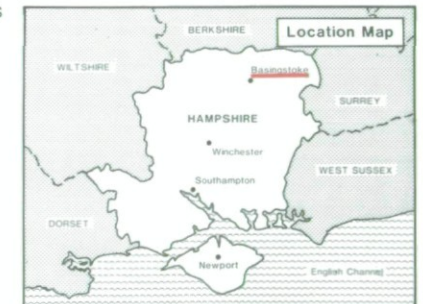 s
BERKSHIRE
Location Map
WILTSHIRE
Basingstoke
SURREY
HAMPSHIRE
Winchester
WEST SUSSEX
Southampton
DORSET
Newport
English Channel